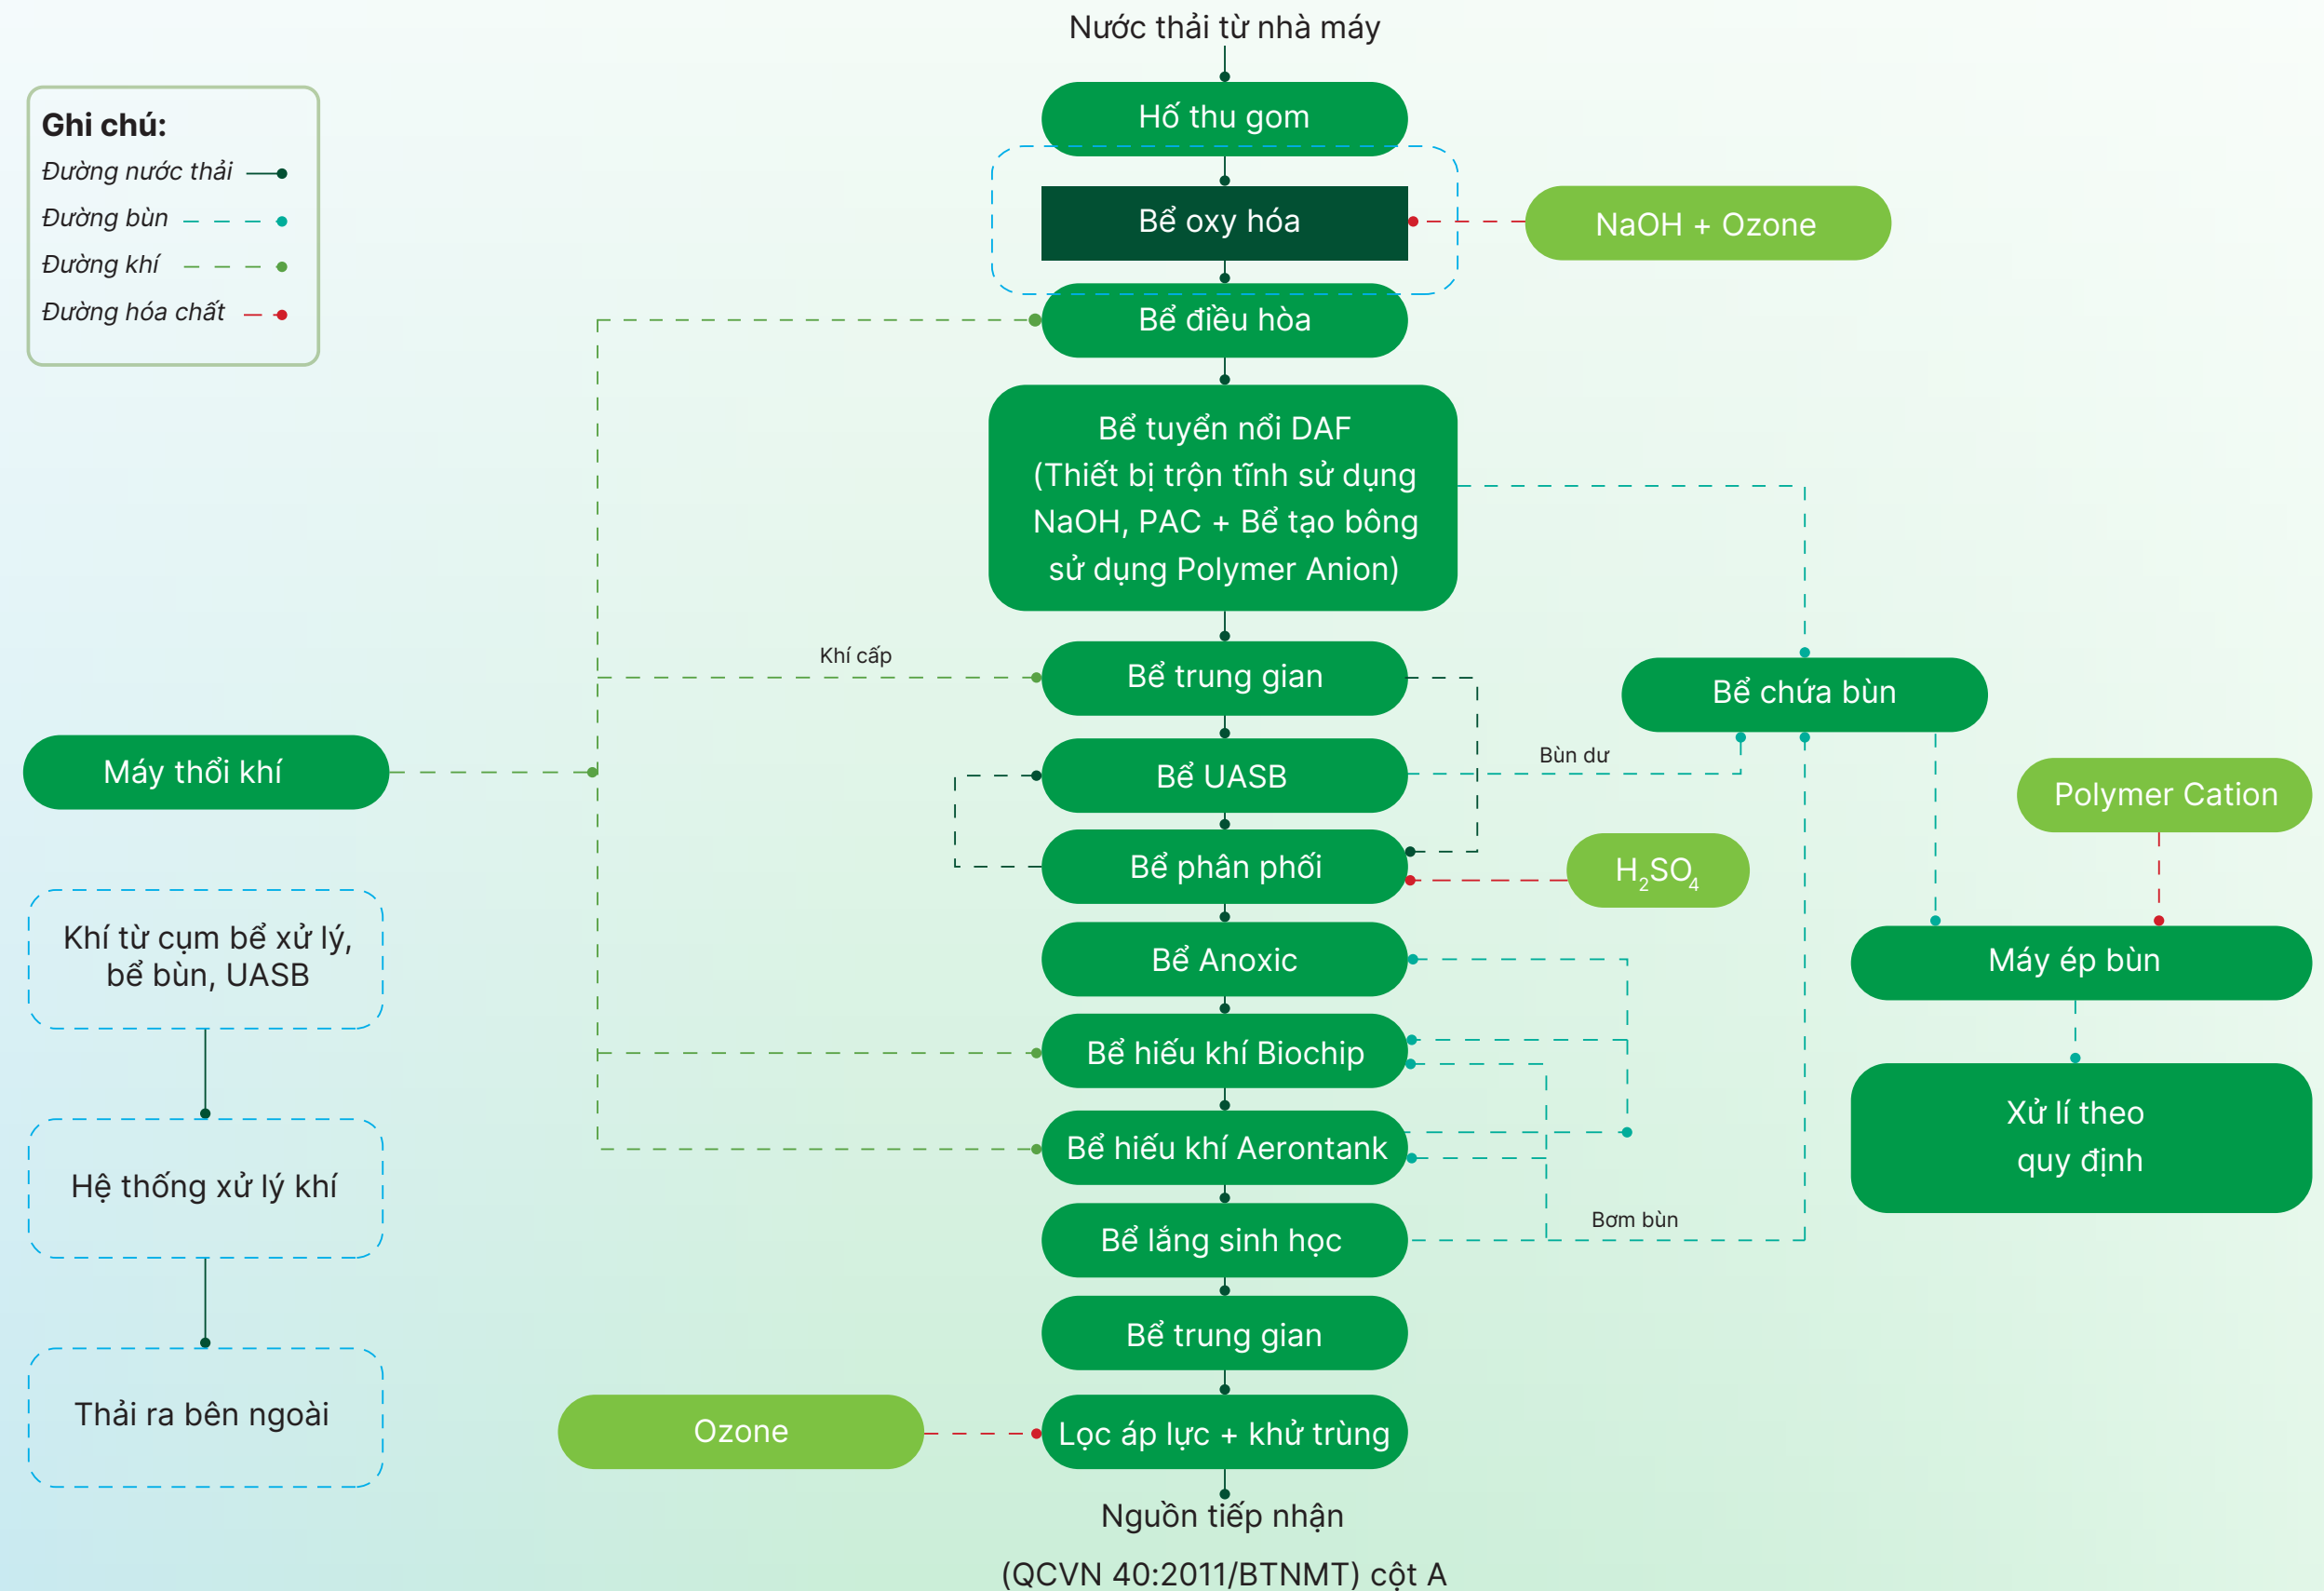 Nước thải từ nhà máy
Ghi chú:
Đường nước thải
Đường bùn
Đường khí
Đường hóa chất
Hố thu gom
Bể oxy hóa
NaOH + Ozone
Bể điều hòa
Bể tuyển nổi DAF
(Thiết bị trộn tĩnh sử dụng
NaOH, PAC + Bể tạo bông
sử dụng Polymer Anion)
Khí cấp
Bể trung gian
Bể chứa bùn
Máy thổi khí
Bể UASB
Bùn dư
Polymer Cation
Bể phân phối
H₂SO₄
Khí từ cụm bể xử lý,
bể bùn, UASB
Bể Anoxic
Máy ép bùn
Bể hiếu khí Biochip
Bể hiếu khí Aerontank
Xử lí theo
quy định
Hệ thống xử lý khí
Bể lắng sinh học
Bơm bùn
Bể trung gian
Thải ra bên ngoài
Ozone
Lọc áp lực + khử trùng
Nguồn tiếp nhận
(QCVN 40:2011/BTNMT) cột A